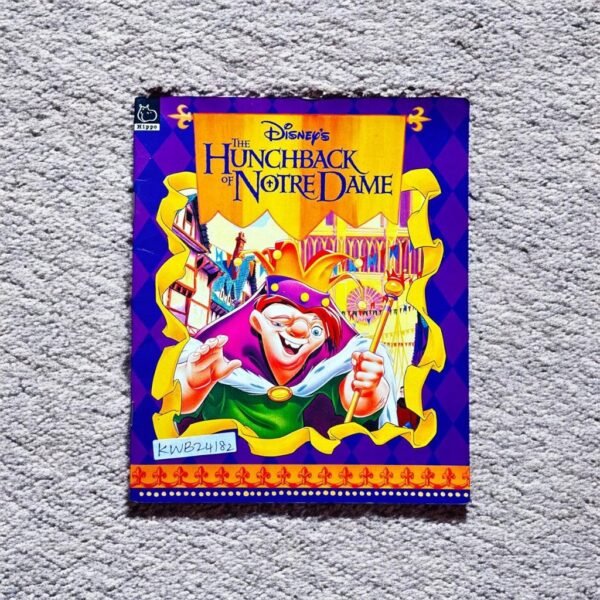 Hippo
DISNEY'S
THE
HUNCHBACK
OF NOTRE DAME
KWB24182